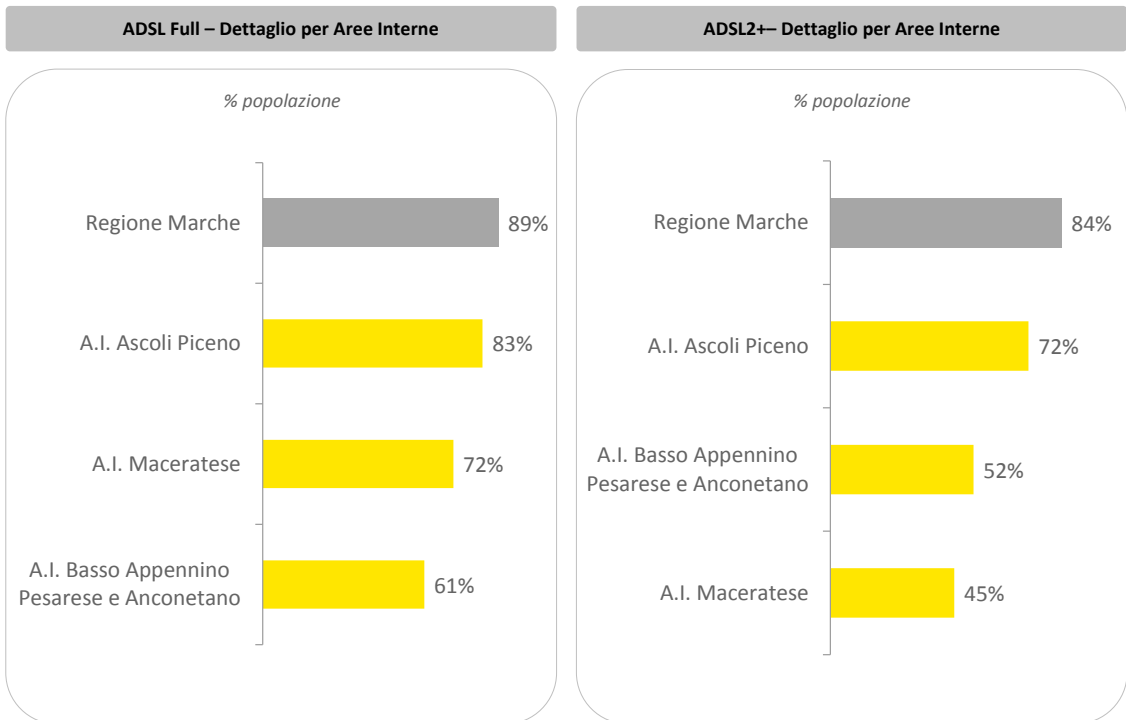 ADSL Full – Dettaglio per Aree Interne
% popolazione
Regione Marche
89%
A.I. Ascoli Piceno
83%
A.I. Maceratese
72%
A.I. Basso Appennino
Pesarese e Anconetano
61%
ADSL2+– Dettaglio per Aree Interne
% popolazione
Regione Marche
84%
A.I. Ascoli Piceno
72%
A.I. Basso Appennino
Pesarese e Anconetano
52%
A.I. Maceratese
45%